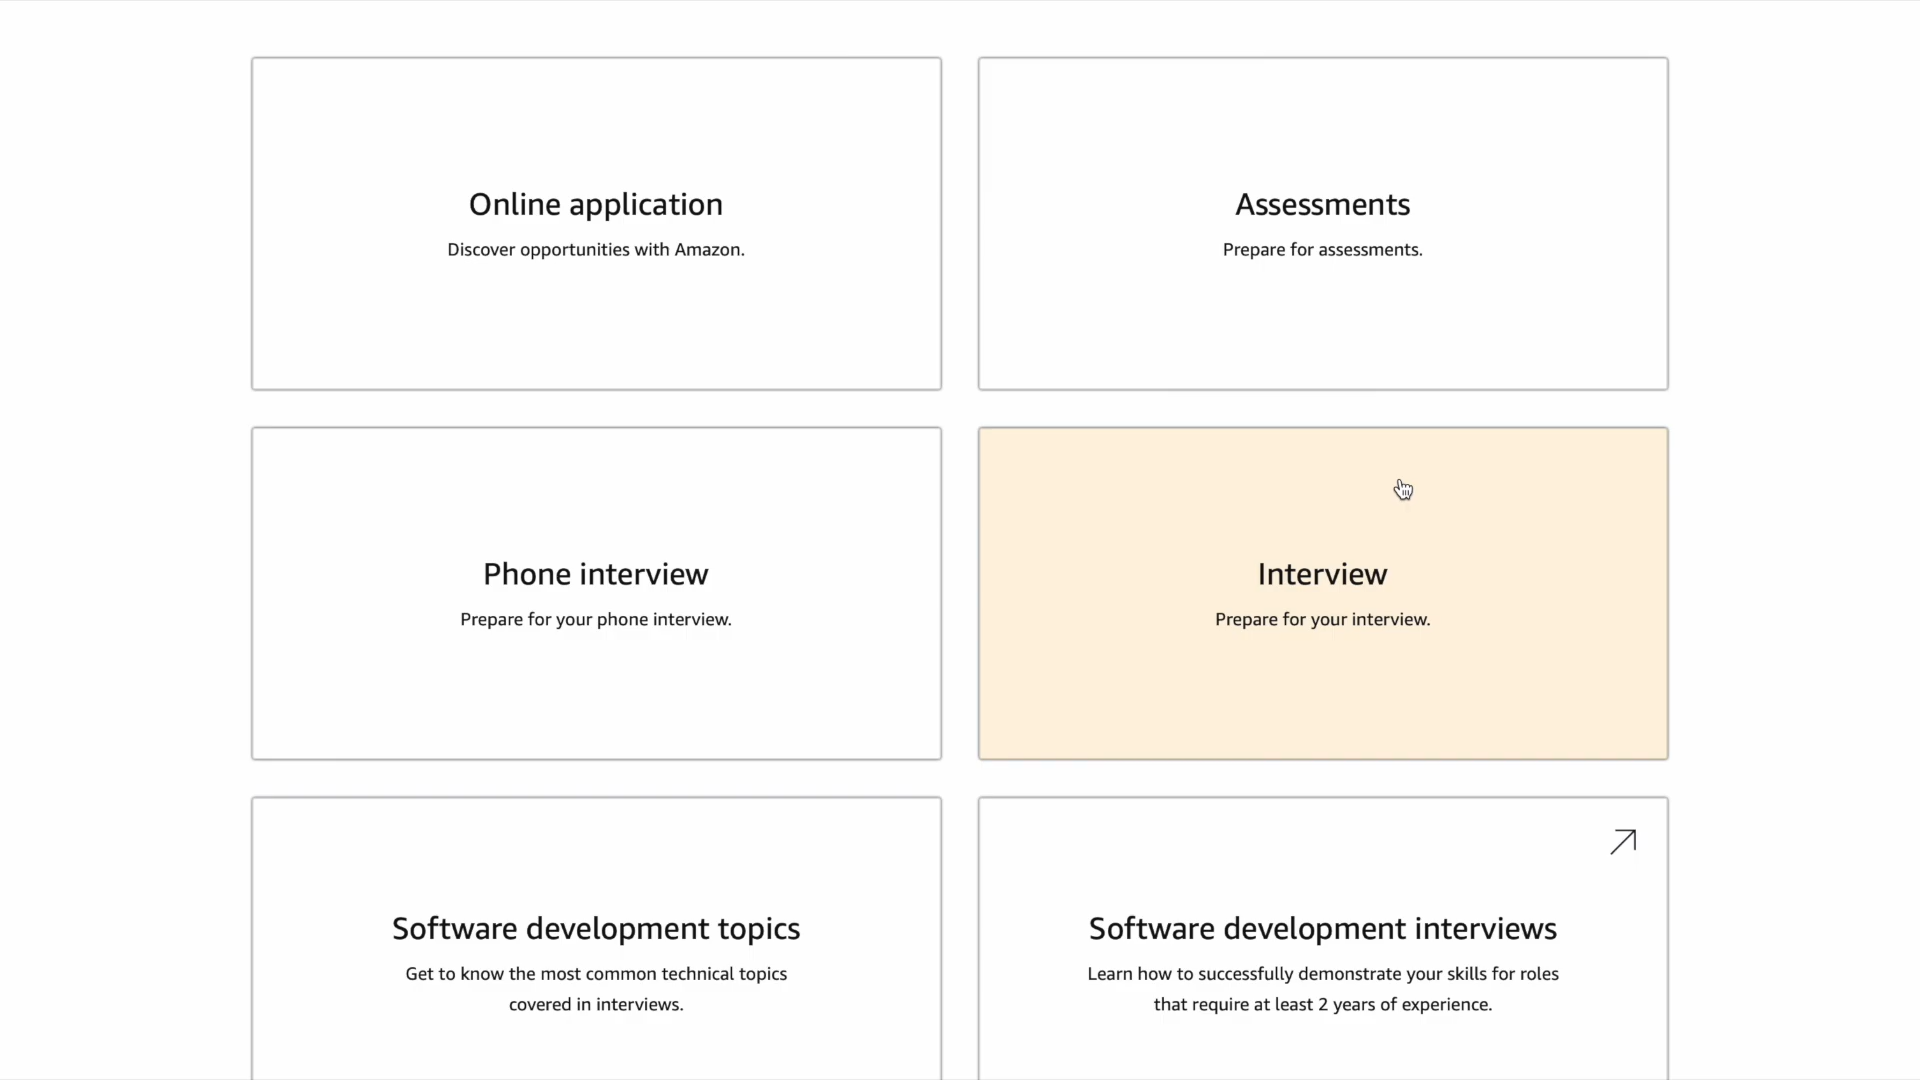 Online application
Discover opportunities with Amazon.
Assessments
Prepare for assessments.
Phone interview
Prepare for your phone interview.
Interview
Prepare for your interview.
Software development topics
Get to know the most common technical topics
covered in interviews.
Software development interviews
Learn how to successfully demonstrate your skills for roles
that require at least 2 years of experience.